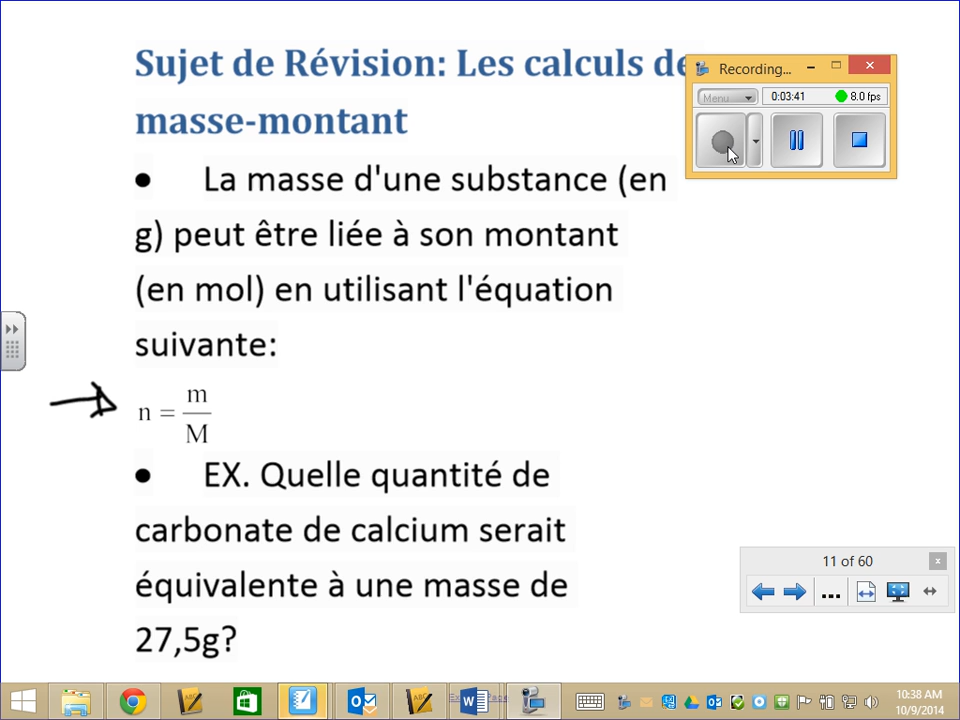 Sujet de Révision: Les calculs de
masse-montant
• La masse d'une substance (en
g) peut être liée à son montant
(en mol) en utilisant l'équation
suivante:
n = m/M
• EX. Quelle quantité de
carbonate de calcium serait
équivalente à une masse de
27,5g?
Recording...
Menu
0:03:41
8.0 fps
11 of 60
10:38 AM
10/9/2014